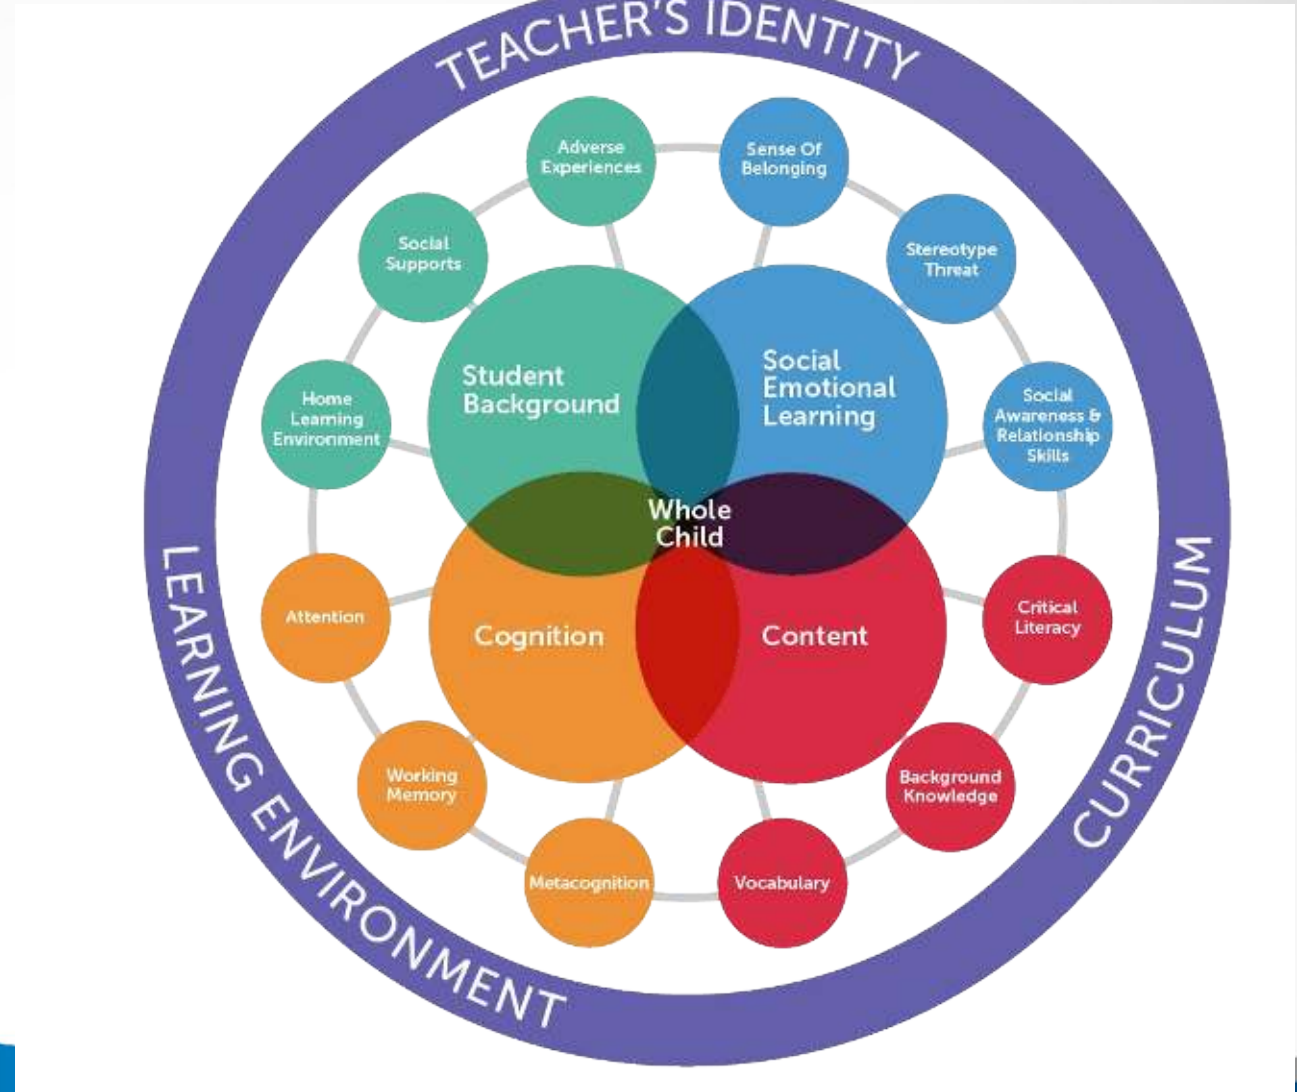 TEACHER'S IDENTITY
Adverse
Experiences
Sense Of
Belonging
Social
Supports
Stereotype
Threat
Home
Learning
Environment
Student
Background
Social
Emotional
Learning
Social
Awareness &
Relationship
Skills
Whole
Child
Attention
Cognition
Content
Critical
Literacy
Working
Memory
Background
Knowledge
Metacognition
Vocabulary
LEARNING ENVIRONMENT
CURRICULUM